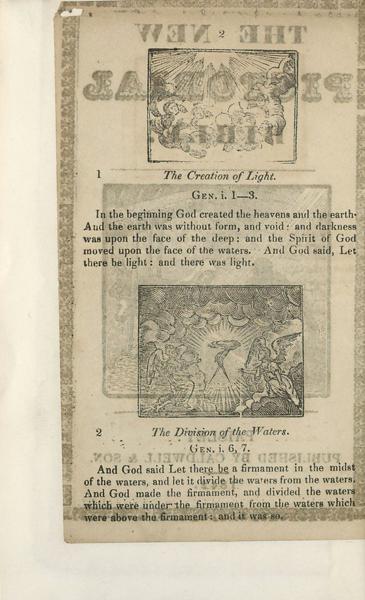 2
1 The Creation of Light.
Gen. i. 1—3.
In the beginning God created the heavens and the earth.
And the earth was without form, and void: and darkness
was upon the face of the deep: and the Spirit of God
moved upon the face of the waters. And God said, Let
there be light: and there was light.
2 The Division of the Waters.
Gen. i. 6, 7.
And God said Let there be a firmament in the midst
of the waters, and let it divide the waters from the waters.
And God made the firmament, and divided the waters
which were under the firmament from the waters which
were above the firmament: and it was so.